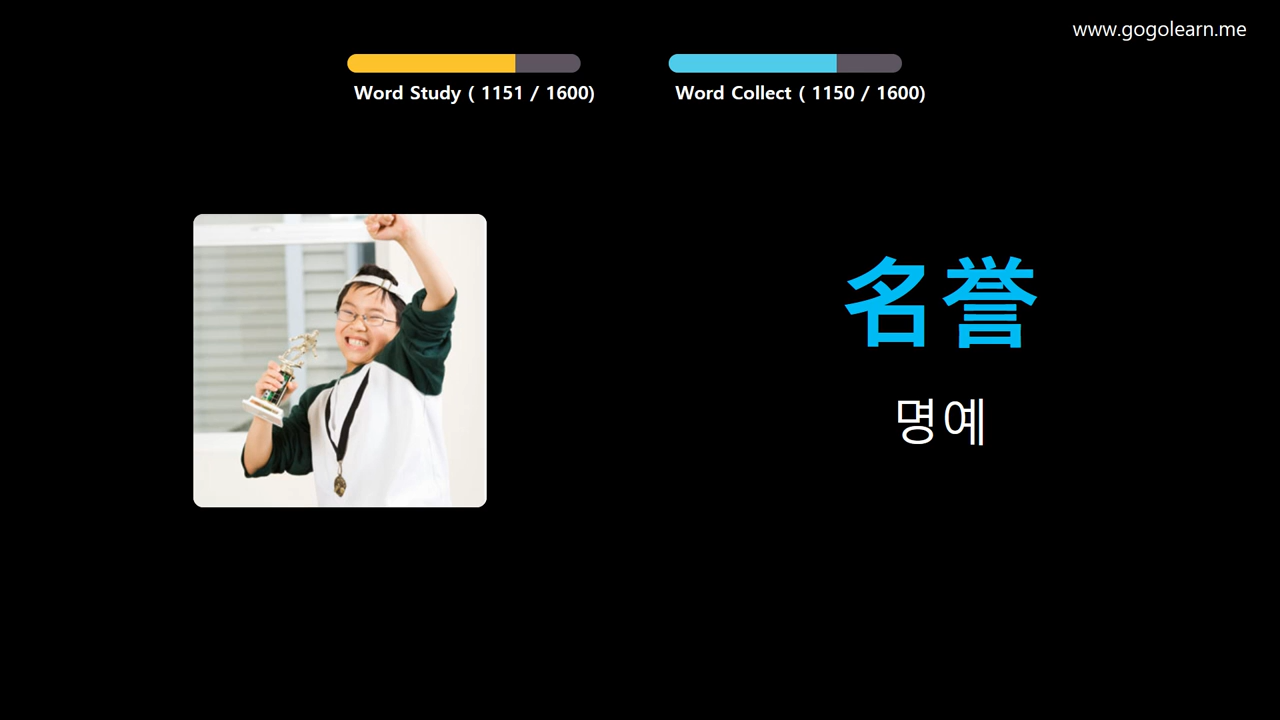 www.gogolearn.me
Word Study ( 1151 / 1600)
Word Collect ( 1150 / 1600)
名誉
명예